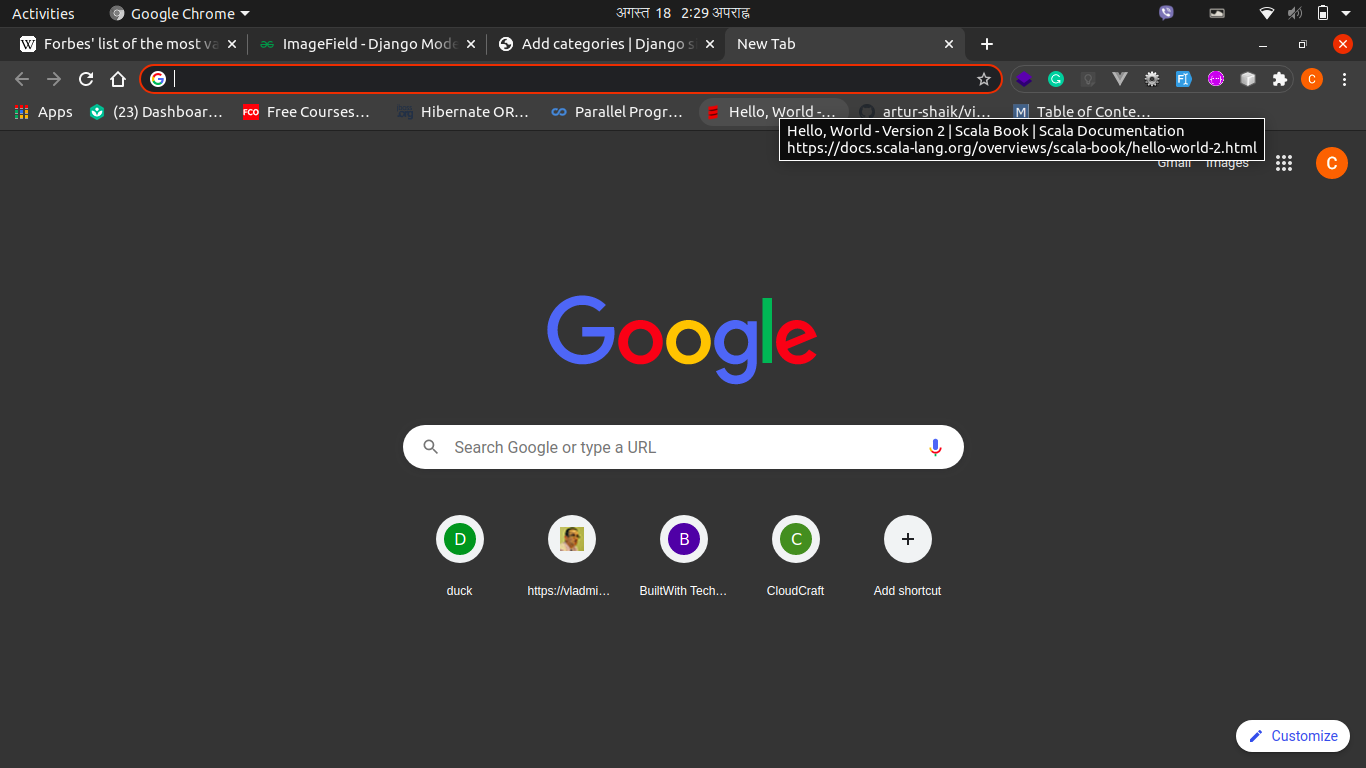 Activities
Google Chrome
अगस्त 18 2:29 अपराह्न
Forbes' list of the most va
ImageField - Django Mode
Add categories | Django s
New Tab
Apps
(23) Dashboar...
Free Courses...
Hibernate OR...
Parallel Progr...
Hello, World -...
artur-shaik/vi...
Table of Conte...
Hello, World - Version 2 | Scala Book | Scala Documentation
https://docs.scala-lang.org/overviews/scala-book/hello-world-2.html
Gmail
Images
C
Google
Search Google or type a URL
D
B
C
duck
https://vladmi...
BuiltWith Tech...
CloudCraft
Add shortcut
Customize